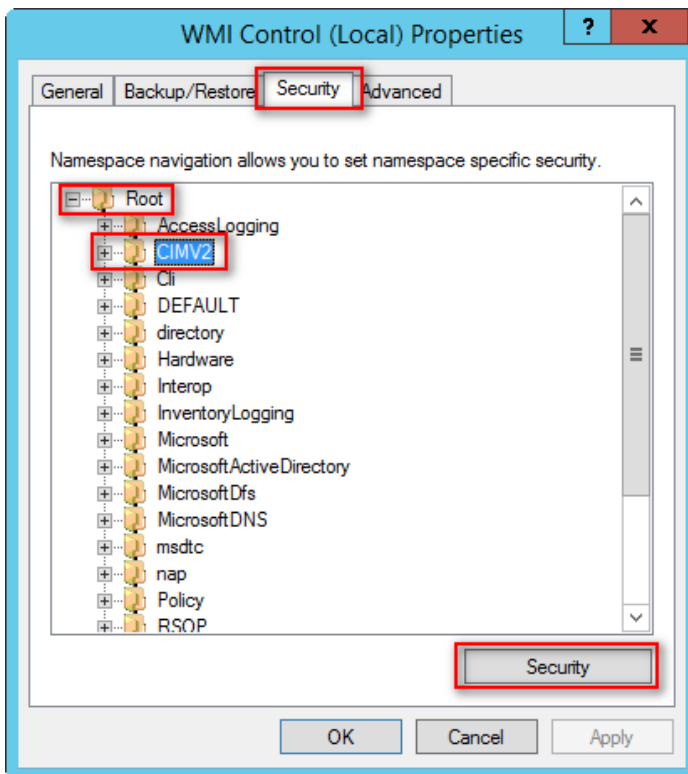 WMI Control (Local) Properties ? x
General Backup/Restore Security Advanced
Namespace navigation allows you to set namespace specific security.
Root
AccessLogging
CIMV2
Cli
DEFAULT
directory
Hardware
Interop
InventoryLogging
Microsoft
MicrosoftActiveDirectory
MicrosoftDfs
MicrosoftDNS
msdtc
nap
Policy
RSOP
Security
OK Cancel Apply